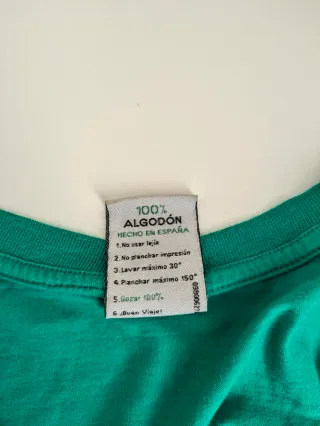 100%
ALGODÓN
HECHO EN ESPAÑA
1. No usar lejía
2. No planchar impresión
3. Lavar máximo 30°
4. Planchar máximo 150°
5. Gozar 100%
6. ¡Buen Viaje!